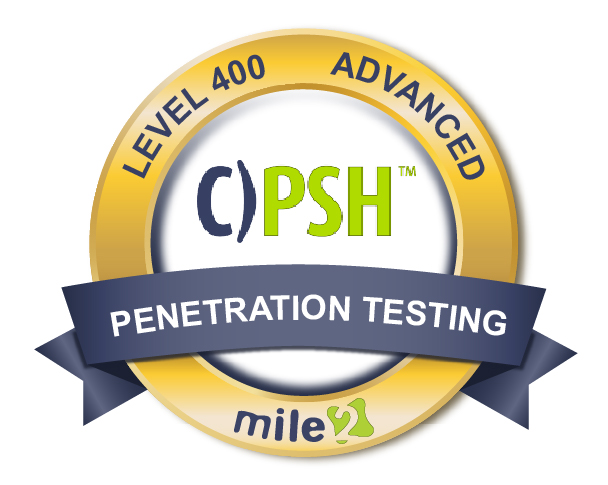 LEVEL 400 ADVANCED
C)PSH™
PENETRATION TESTING
mile2